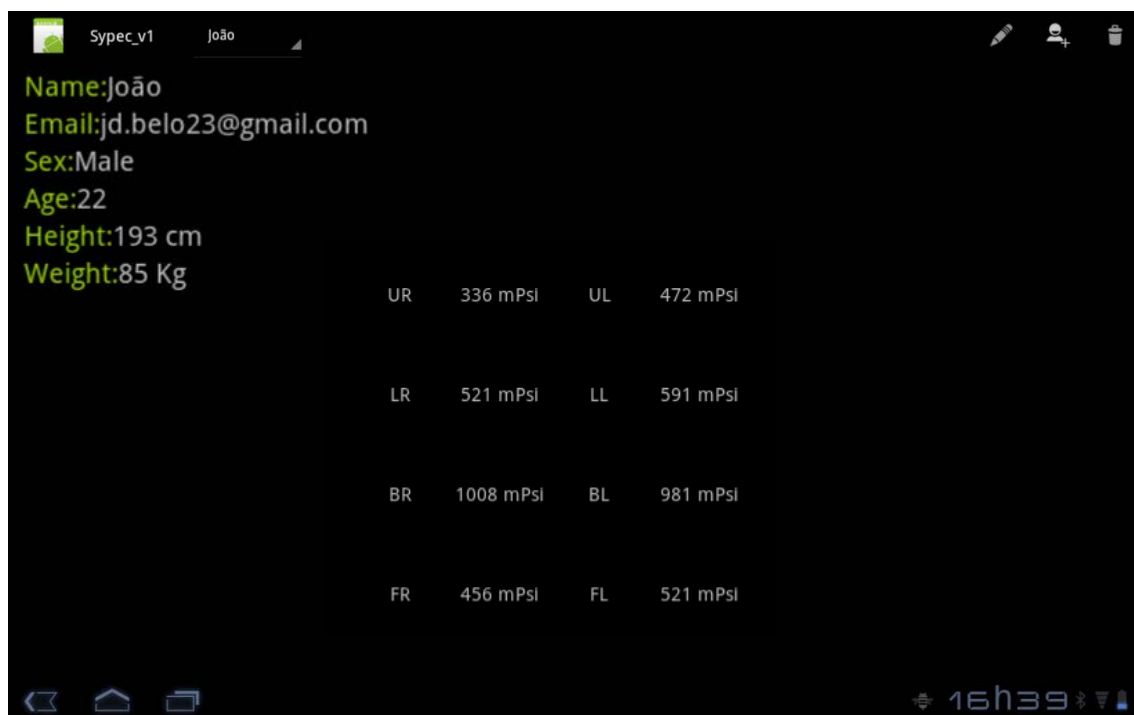 Sypec_v1 João
Name:João
Email:jd.belo23@gmail.com
Sex:Male
Age:22
Height:193 cm
Weight:85 Kg
UR 336 mPsi UL 472 mPsi
LR 521 mPsi LL 591 mPsi
BR 1008 mPsi BL 981 mPsi
FR 456 mPsi FL 521 mPsi
16h39